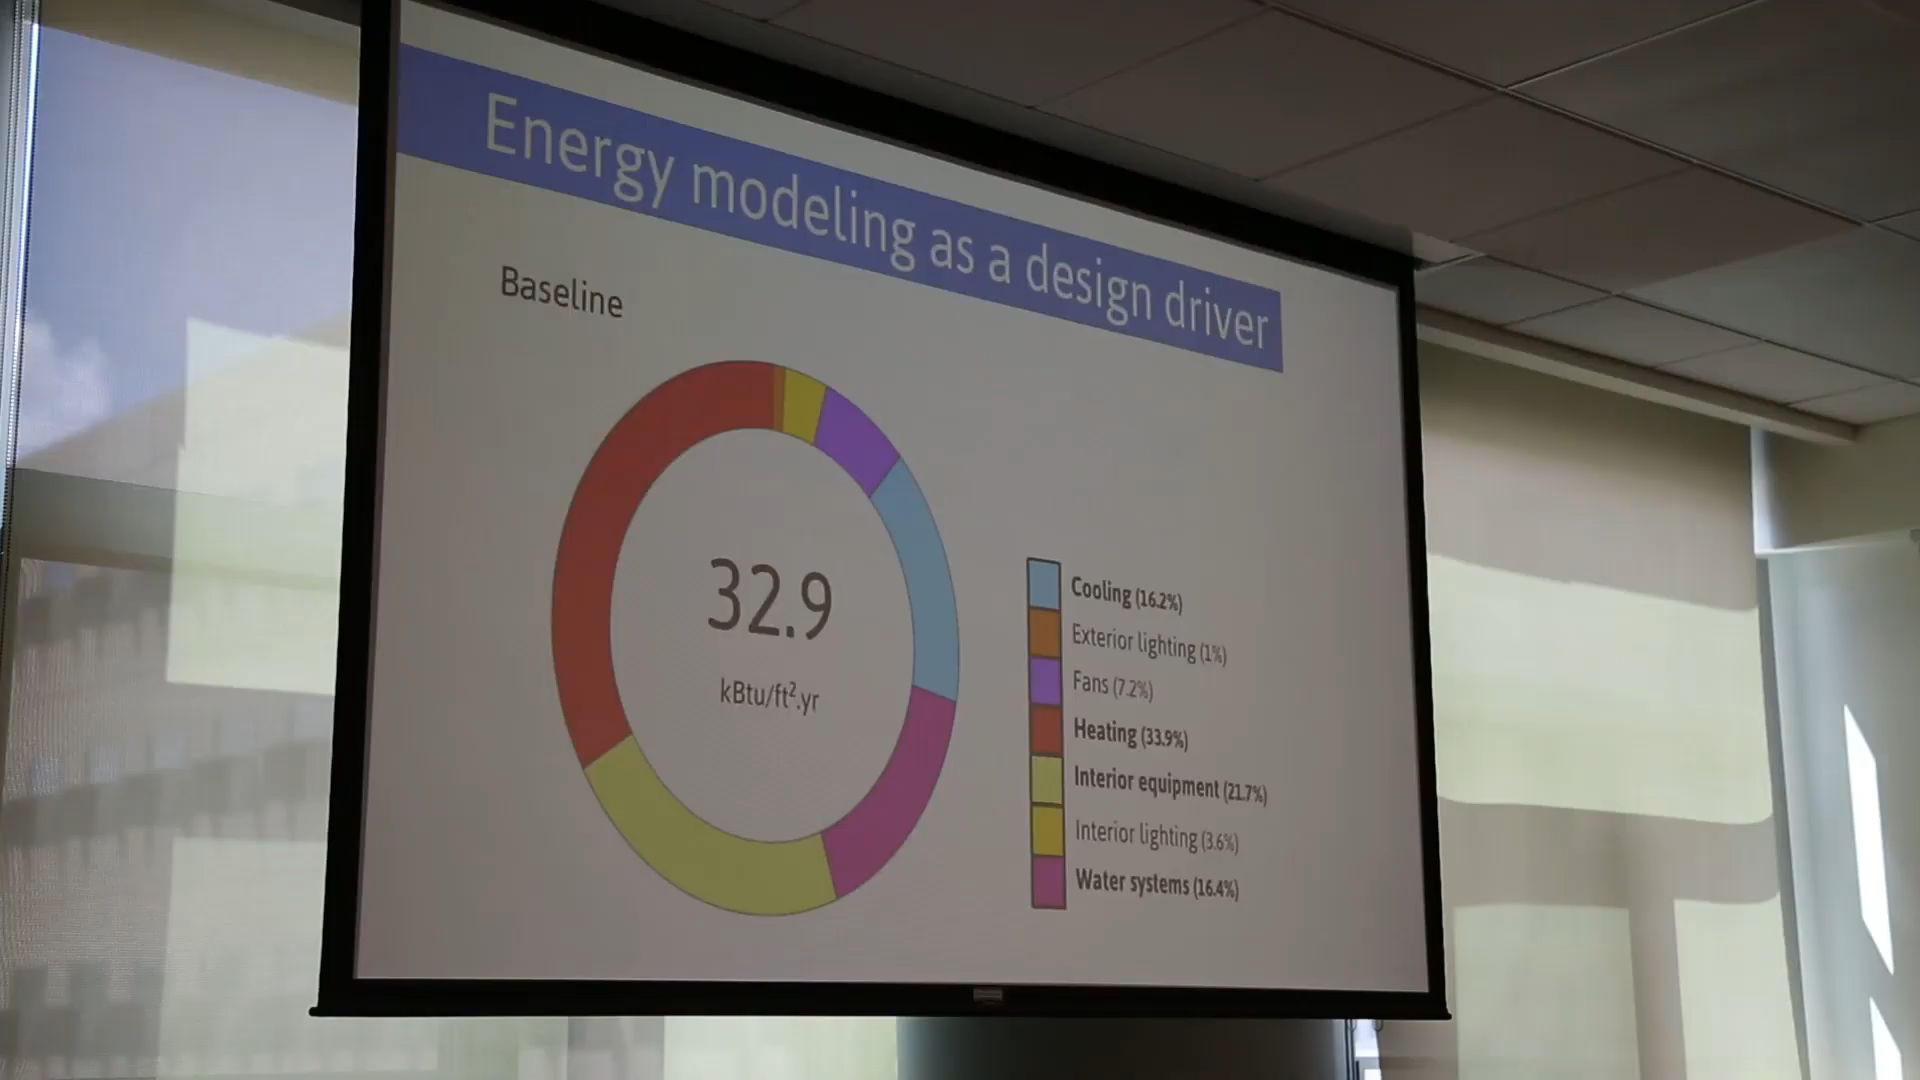 Energy modeling as a design driver
Baseline
32.9
kBtu/ft².yr
Cooling (16.2%)
Exterior lighting (1%)
Fans (7.2%)
Heating (33.9%)
Interior equipment (21.7%)
Interior lighting (3.6%)
Water systems (16.4%)